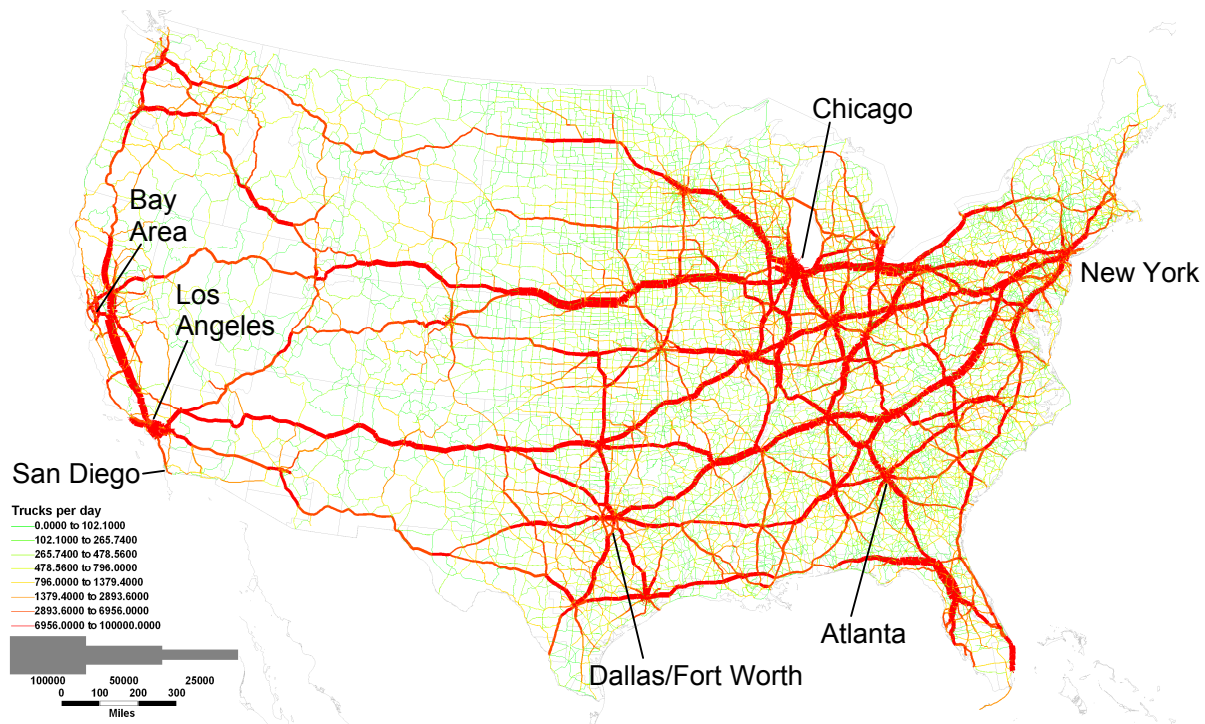 Chicago
Bay
Area
New York
Los
Angeles
San Diego
Trucks per day
0.0000 to 102.1000
102.1000 to 265.7400
265.7400 to 478.5600
478.5600 to 796.0000
796.0000 to 1379.4000
1379.4000 to 2893.6000
2893.6000 to 6956.0000
6956.0000 to 100000.0000
Atlanta
Dallas/Fort Worth
100000 50000 25000
0 100 200 300
Miles